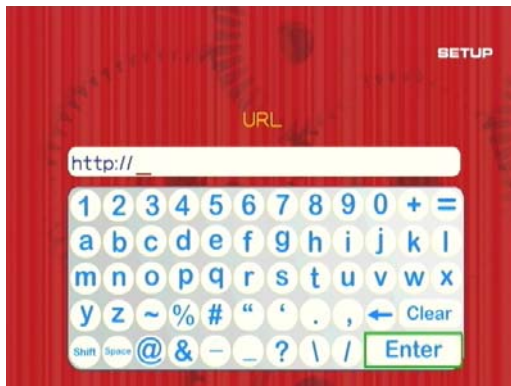 SETUP
URL
http://_
1 2 3 4 5 6 7 8 9 0 + =
a b c d e f g h i j k l
m n o p q r s t u v w x
y z ~ % # “ ‘ . , ← Clear
Shift Space @ & – _ ? \ / Enter